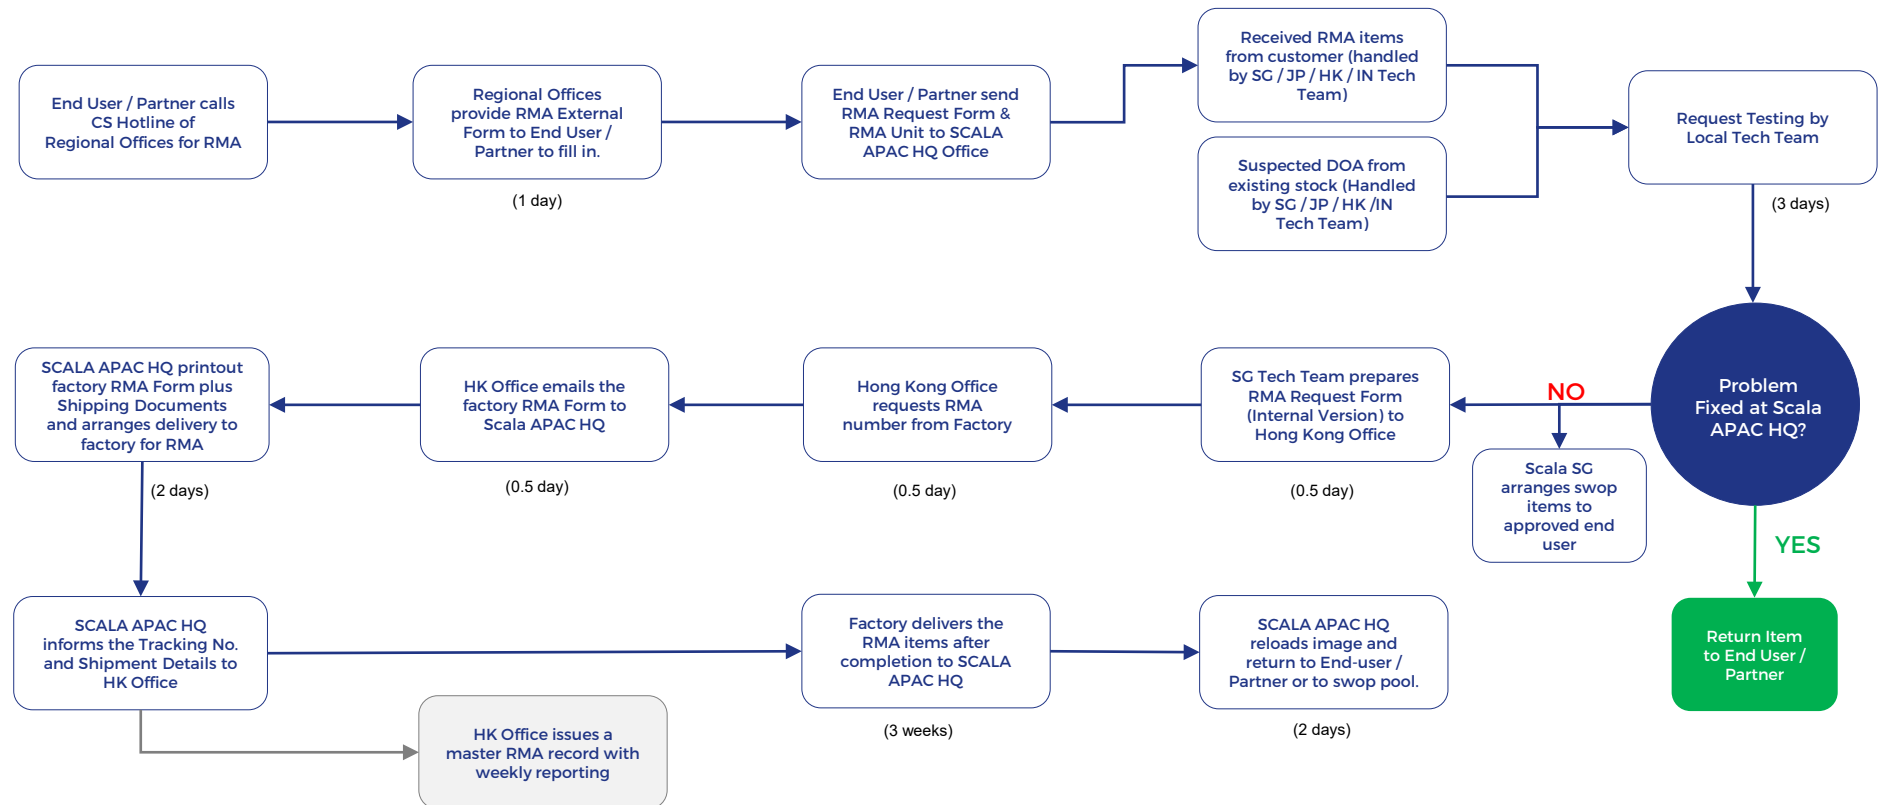 End User / Partner calls
CS Hotline of
Regional Offices for RMA
Regional Offices
provide RMA External
Form to End User /
Partner to fill in.
(1 day)
End User / Partner send
RMA Request Form &
RMA Unit to SCALA
APAC HQ Office
Received RMA items
from customer (handled
by SG / JP / HK / IN Tech
Team)
Suspected DOA from
existing stock (Handled
by SG / JP / HK /IN
Tech Team)
Request Testing by
Local Tech Team
(3 days)
Problem
Fixed at Scala
APAC HQ?
NO
Scala SG
arranges swop
items to
approved end
user
YES
Return Item
to End User /
Partner
SG Tech Team prepares
RMA Request Form
(Internal Version) to
Hong Kong Office
(0.5 day)
Hong Kong Office
requests RMA
number from Factory
(0.5 day)
HK Office emails the
factory RMA Form to
Scala APAC HQ
(0.5 day)
SCALA APAC HQ printout
factory RMA Form plus
Shipping Documents
and arranges delivery to
factory for RMA
(2 days)
SCALA APAC HQ
informs the Tracking No.
and Shipment Details to
HK Office
HK Office issues a
master RMA record with
weekly reporting
Factory delivers the
RMA items after
completion to SCALA
APAC HQ
(3 weeks)
SCALA APAC HQ
reloads image and
return to End-user /
Partner or to swop pool.
(2 days)